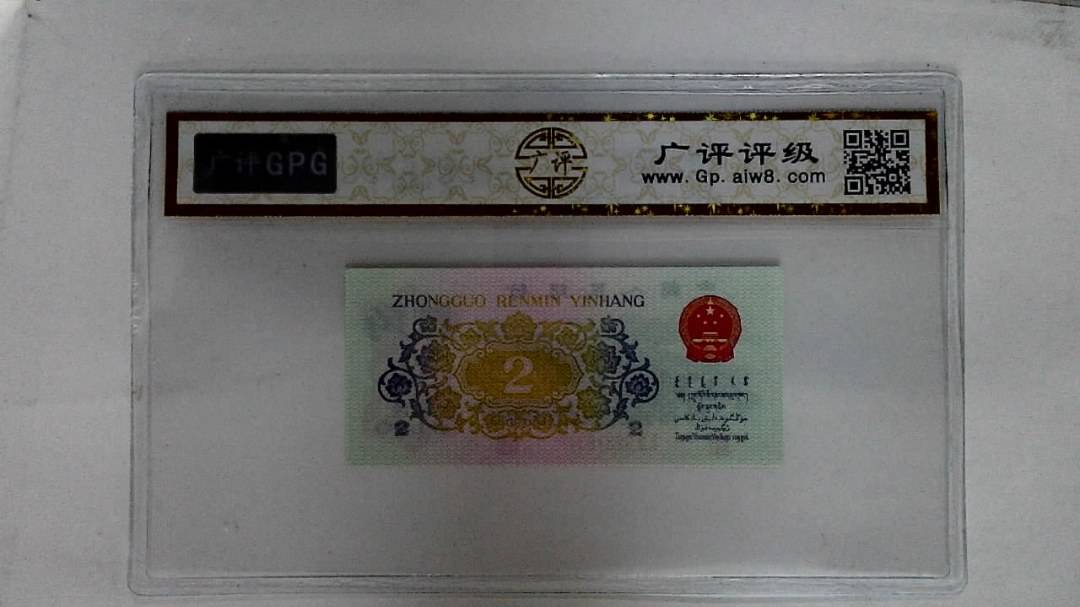 广评GPG
广评
广评评级
www.Gp.aiw8.com
ZHONGGUO RENMIN YINHANG
2
2
2